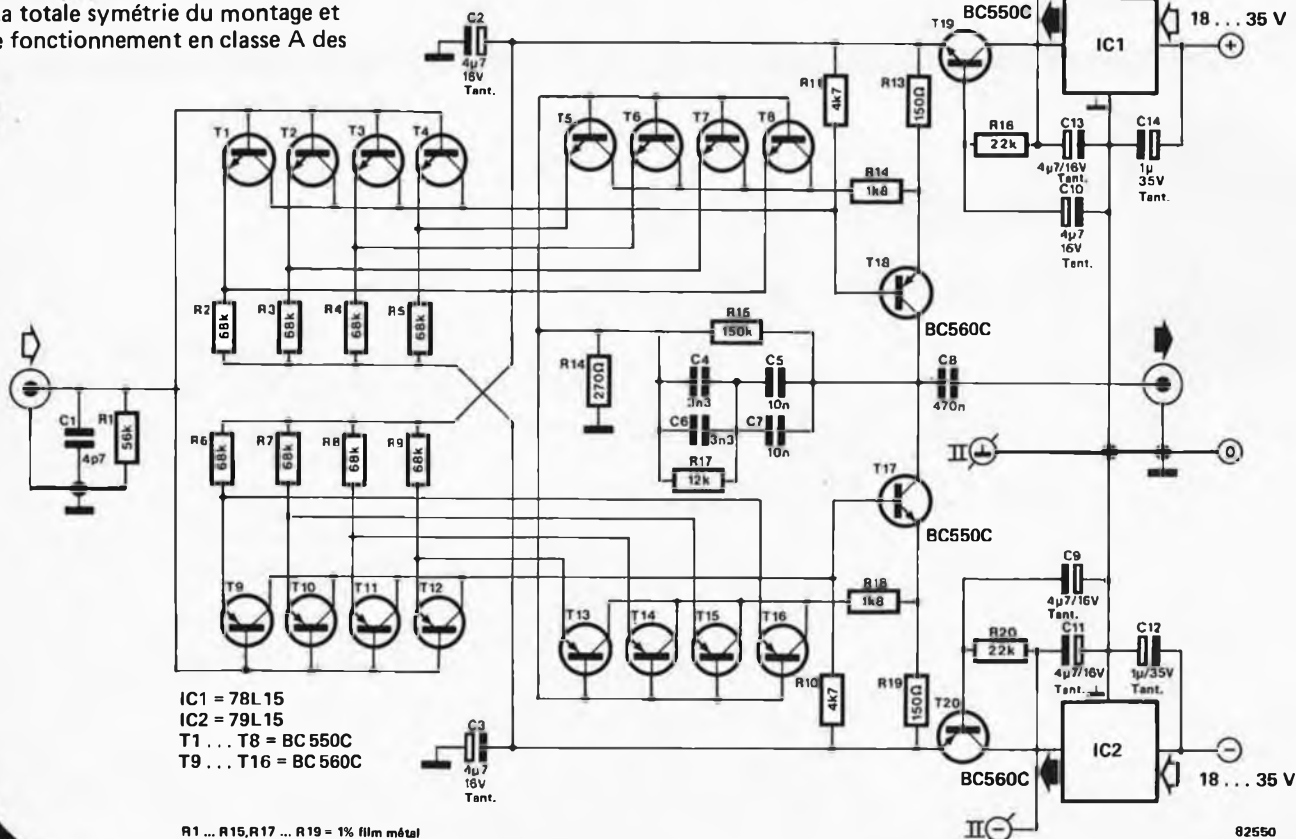 a totale symétrie du montage et
e fonctionnement en classe A des
C2
4µ7
16V
Tant.
T19
BC550C
IC1
18 ... 35 V
+
R11
4k7
R13
150Ω
R16
22k
C13
4µ7/16V
Tant.
C10
4µ7
16V
Tant.
C14
1µ
35V
Tant.
T1
T2
T3
T4
T5
T6
T7
T8
R14
1k8
T18
BC560C
R2
68k
R3
68k
R4
68k
R5
68k
R15
150k
R14
270Ω
C4
3n3
C5
10n
C6
3n3
C7
10n
R17
12k
C8
470n
C1
4p7
R1
56k
R6
68k
R7
68k
R8
68k
R9
68k
T17
BC550C
II
0
T9
T10
T11
T12
T13
T14
T15
T16
R18
1k8
C9
4µ7/16V
Tant.
R20
22k
C11
4µ7/16V
Tant.
C12
1µ/35V
Tant.
R10
4k7
R19
150Ω
T20
BC560C
IC2
−
18 ... 35 V
II −
C3
4µ7
16V
Tant.
IC1 = 78L15
IC2 = 79L15
T1 ... T8 = BC 550C
T9 ... T16 = BC 560C
R1 ... R15,R17 ... R19 = 1% film métal
82550